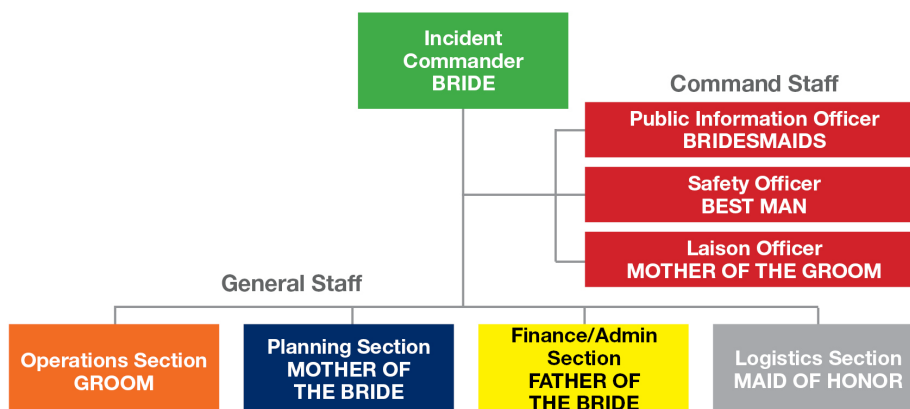 Incident
Commander
BRIDE
Command Staff
Public Information Officer
BRIDESMAIDS
Safety Officer
BEST MAN
Laison Officer
MOTHER OF THE GROOM
General Staff
Operations Section
GROOM
Planning Section
MOTHER OF
THE BRIDE
Finance/Admin
Section
FATHER OF
THE BRIDE
Logistics Section
MAID OF HONOR